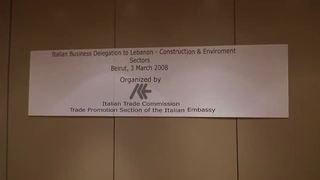 Italian Business Delegation to Lebanon - Construction & Enviroment
Sectors
Beirut, 3 March 2008
Organized by
Italian Trade Commission
Trade Promotion Section of the Italian Embassy